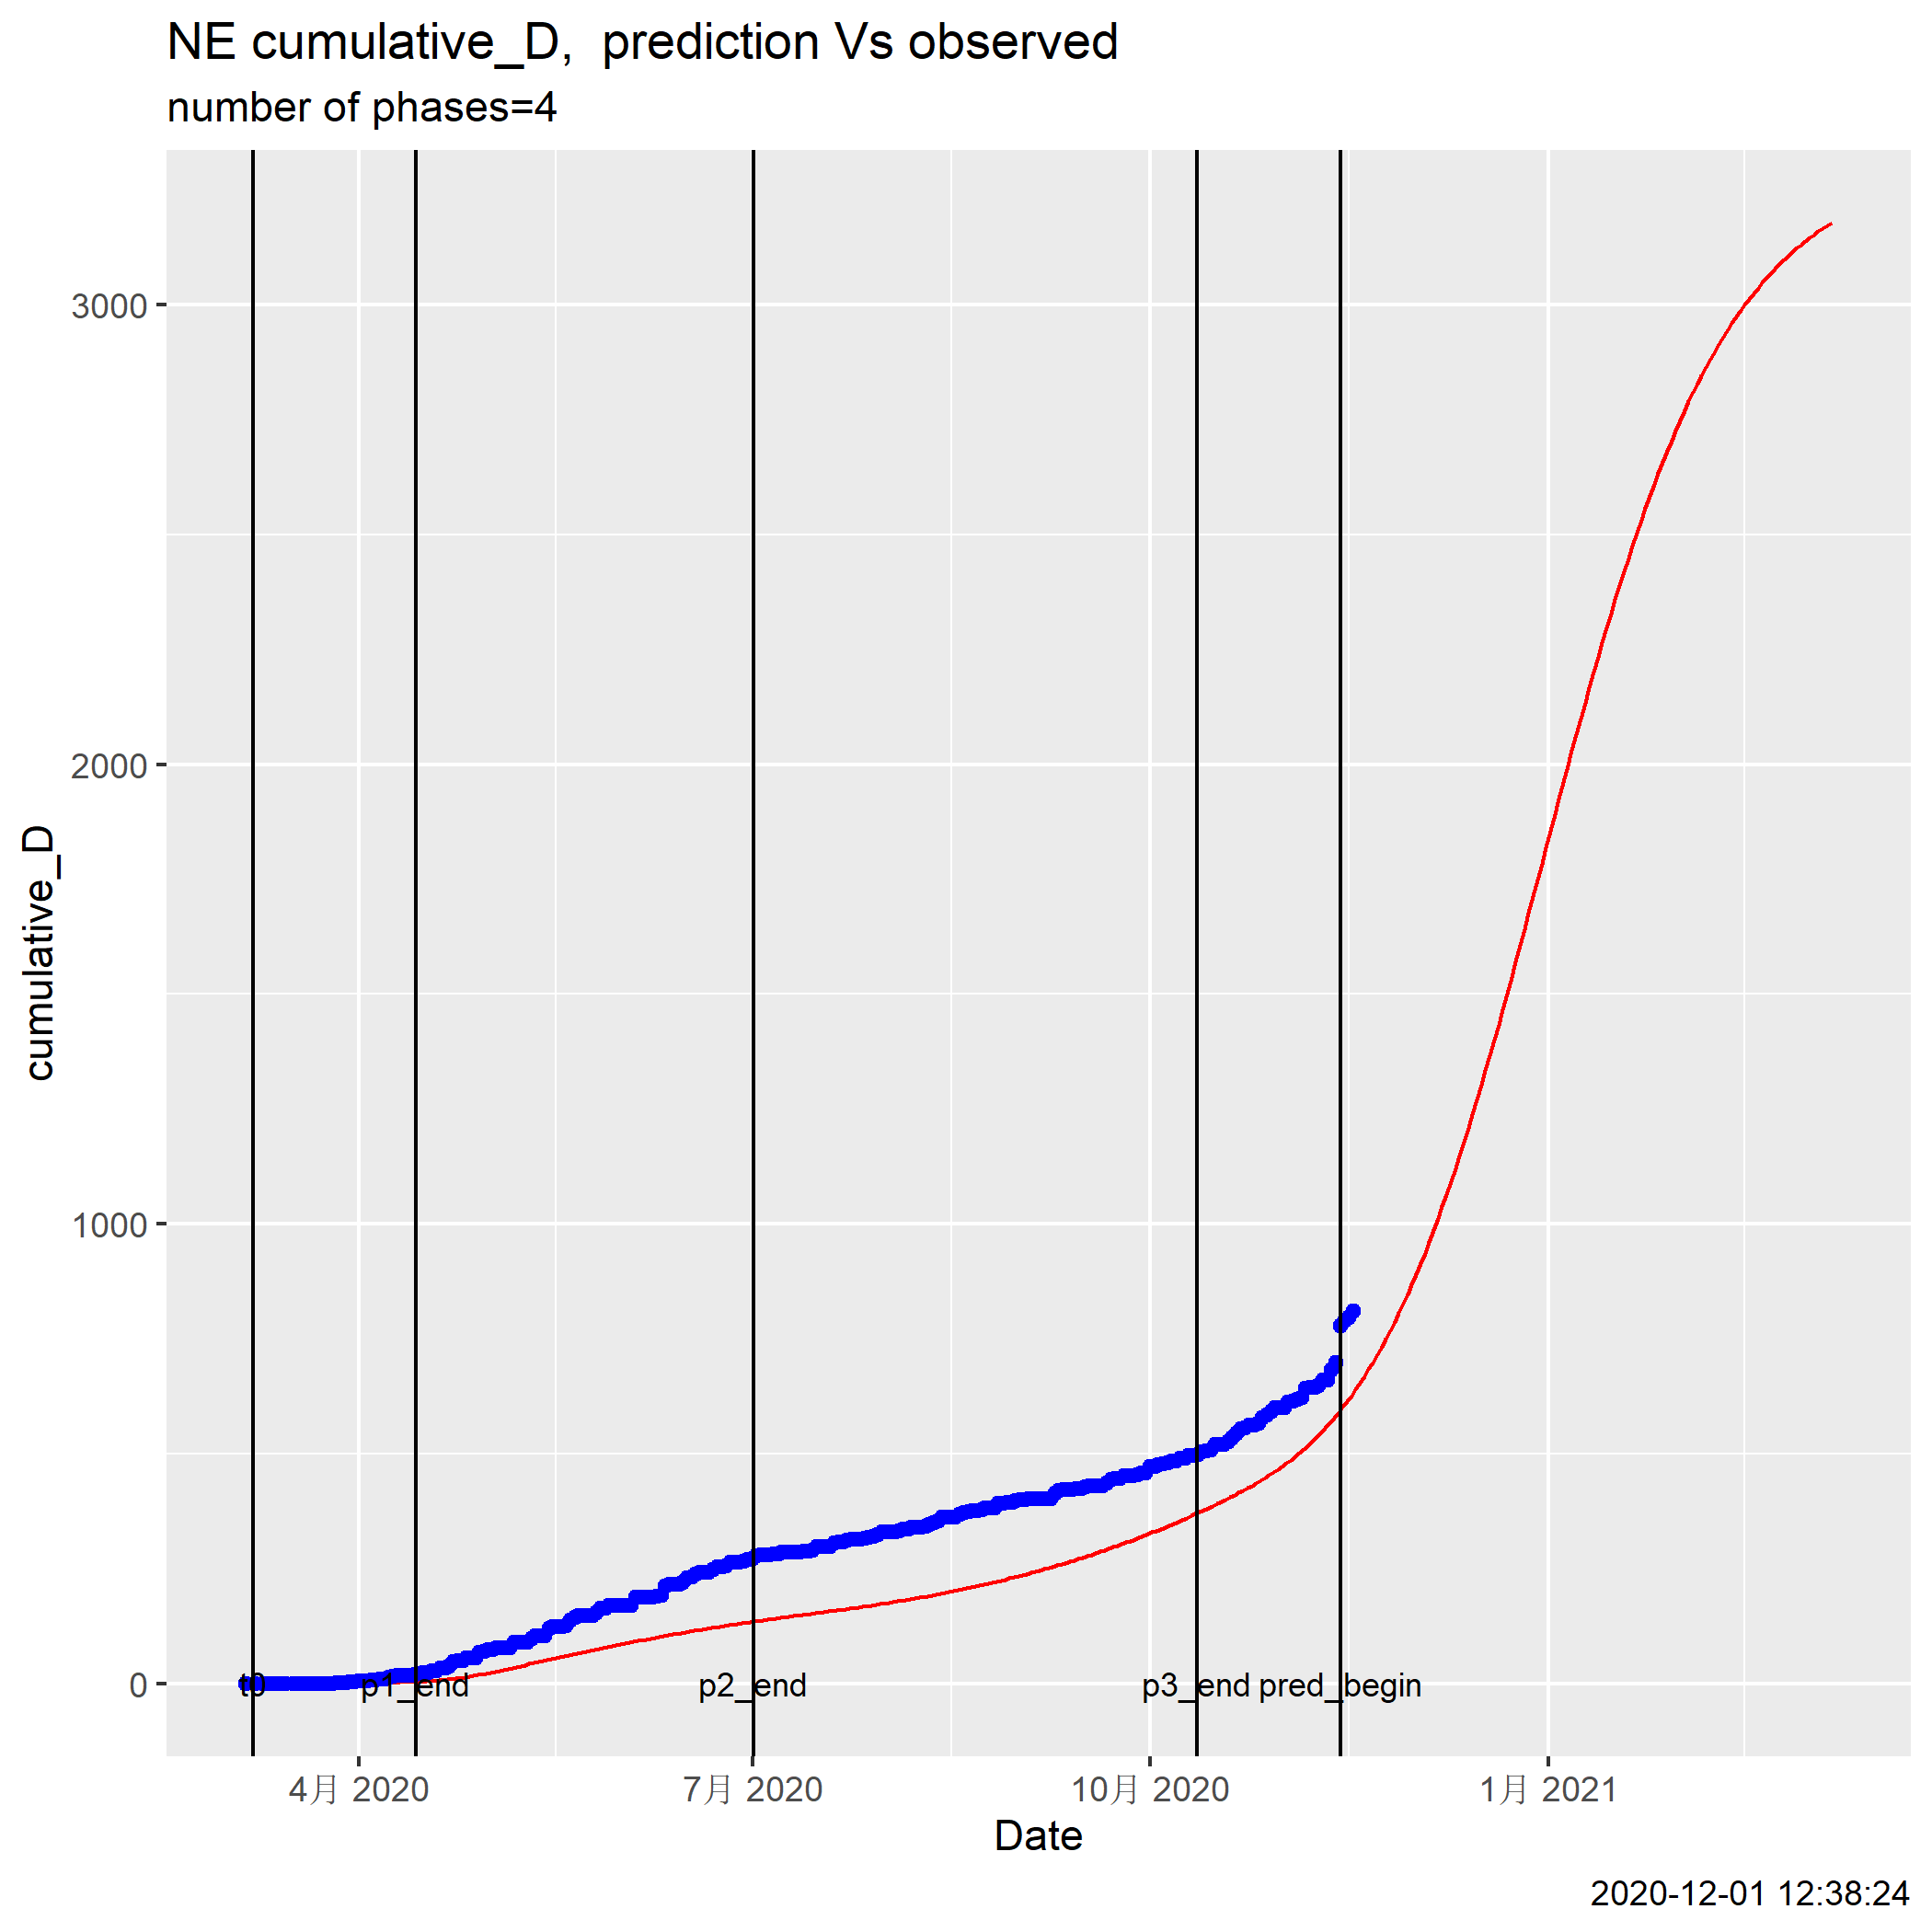 NE cumulative_D,  prediction Vs observed
number of phases=4
cumulative_D
3000
2000
1000
0
t0
p1_end
p2_end
p3_end
pred_begin
4月 2020
7月 2020
10月 2020
1月 2021
Date
2020-12-01 12:38:24